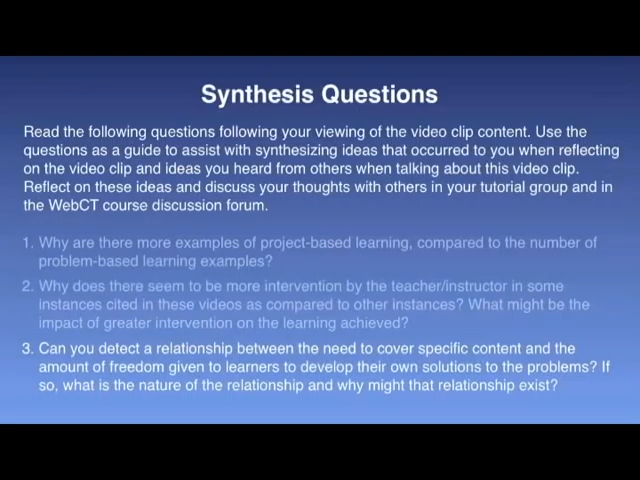 Synthesis Questions
Read the following questions following your viewing of the video clip content. Use the
questions as a guide to assist with synthesizing ideas that occurred to you when reflecting
on the video clip and ideas you heard from others when talking about this video clip.
Reflect on these ideas and discuss your thoughts with others in your tutorial group and in
the WebCT course discussion forum.
1. Why are there more examples of project-based learning, compared to the number of
problem-based learning examples?
2. Why does there seem to be more intervention by the teacher/instructor in some
instances cited in these videos as compared to other instances? What might be the
impact of greater intervention on the learning achieved?
3. Can you detect a relationship between the need to cover specific content and the
amount of freedom given to learners to develop their own solutions to the problems? If
so, what is the nature of the relationship and why might that relationship exist?